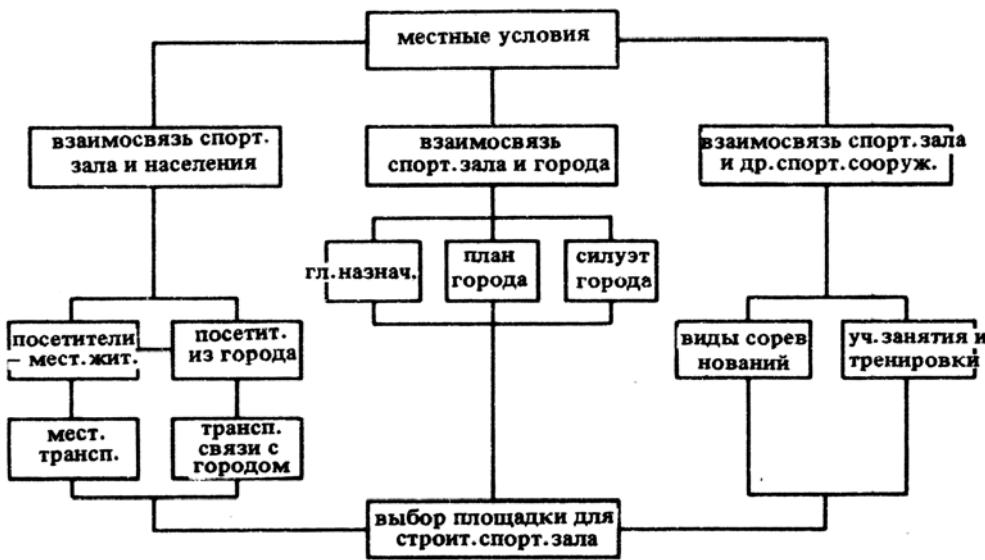 местные условия
взаимосвязь спорт.
зала и населения
взаимосвязь
спорт.зала и города
взаимосвязь спорт.зала
и др.спорт.сооруж.
гл.назнач.
план
города
силуэт
города
посетители
– мест.жит.
посетит.
из города
виды сорев
нований
уч.занятия и
тренировки
мест.
трансп.
трансп.
связи с
городом
выбор площадки для
строит.спорт.зала